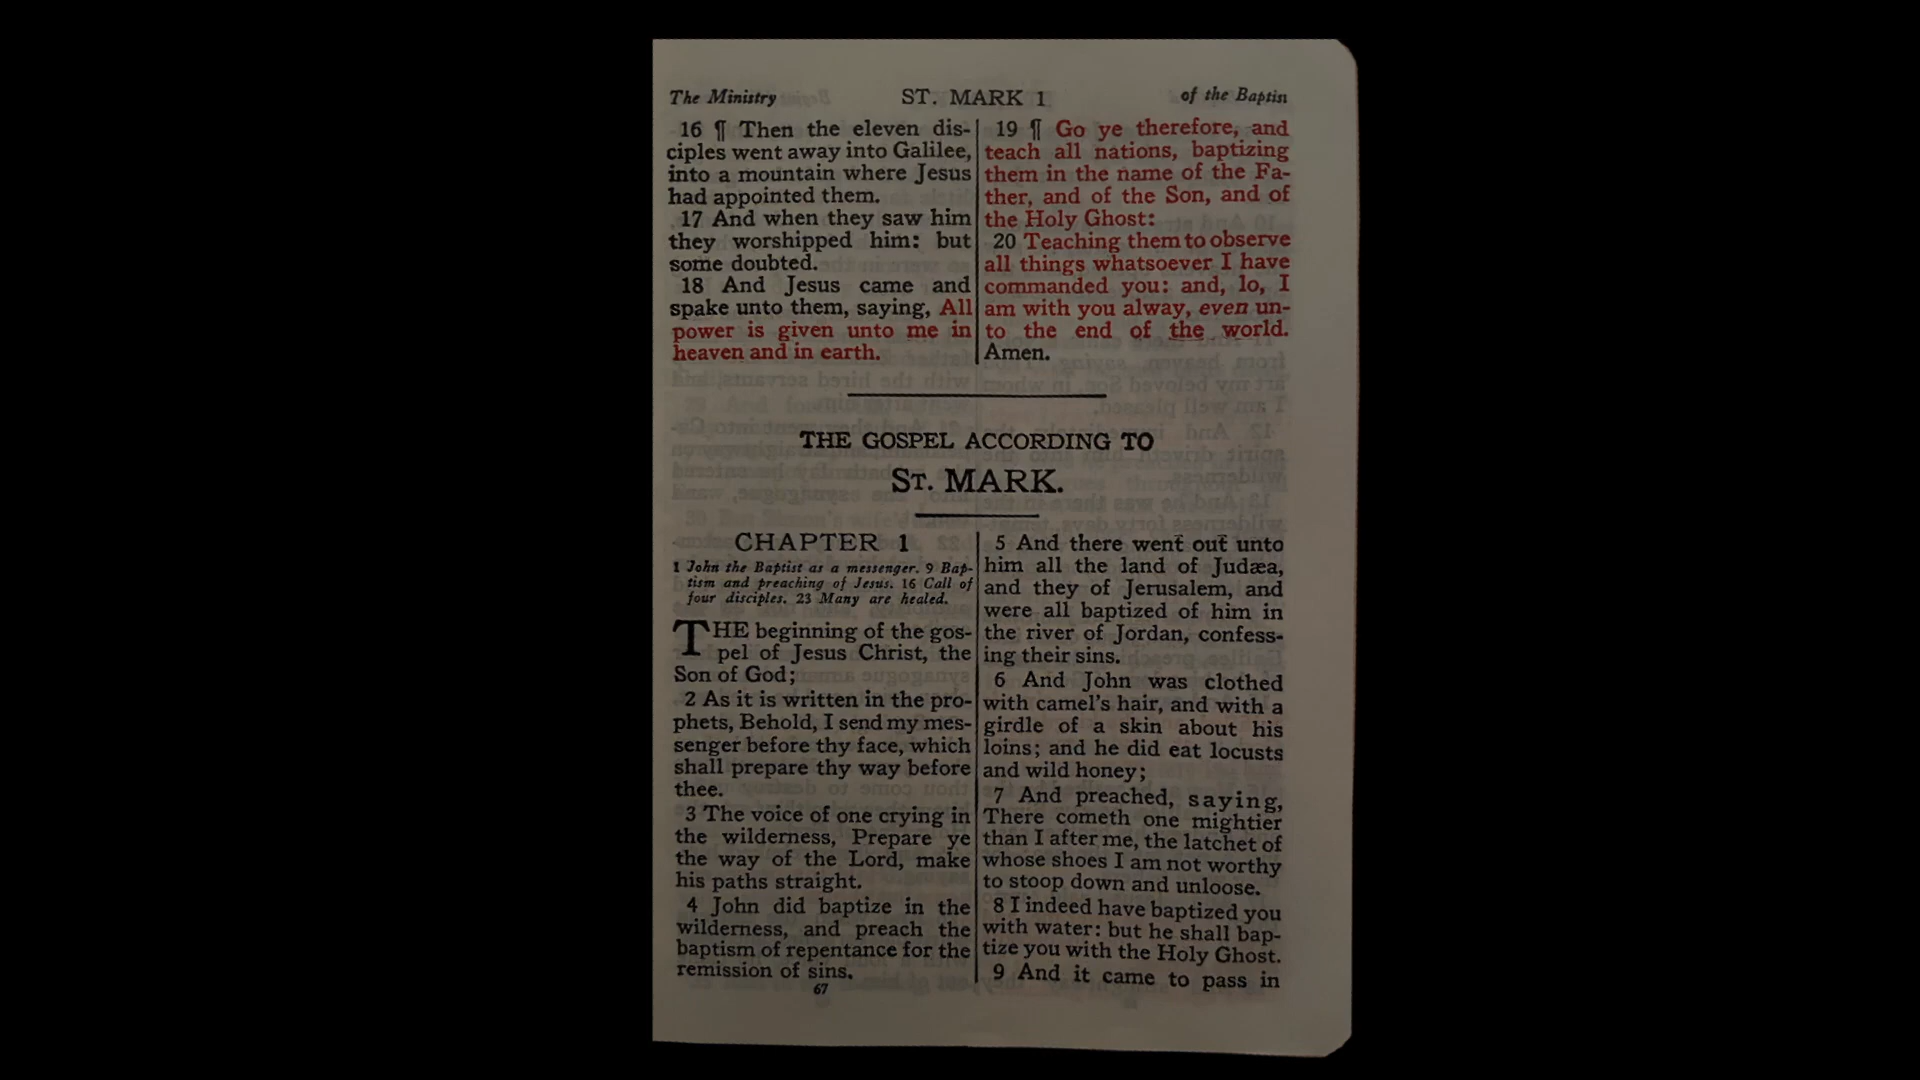 The Ministry ST. MARK 1 of the Baptin
16 ¶ Then the eleven dis-
ciples went away into Galilee,
into a mountain where Jesus
had appointed them.
17 And when they saw him
they worshipped him: but
some doubted.
18 And Jesus came and
spake unto them, saying, All
power is given unto me in
heaven and in earth.
19 ¶ Go ye therefore, and
teach all nations, baptizing
them in the name of the Fa-
ther, and of the Son, and of
the Holy Ghost:
20 Teaching them to observe
all things whatsoever I have
commanded you: and, lo, I
am with you alway, even un-
to the end of the world.
Amen.
THE GOSPEL ACCORDING TO
ST. MARK.
CHAPTER 1
1 John the Baptist as a messenger. 9 Bap-
tism and preaching of Jesus. 16 Call of
four disciples. 23 Many are healed.
THE beginning of the gos-
pel of Jesus Christ, the
Son of God;
2 As it is written in the pro-
phets, Behold, I send my mes-
senger before thy face, which
shall prepare thy way before
thee.
3 The voice of one crying in
the wilderness, Prepare ye
the way of the Lord, make
his paths straight.
4 John did baptize in the
wilderness, and preach the
baptism of repentance for the
remission of sins.
5 And there went out unto
him all the land of Judæa,
and they of Jerusalem, and
were all baptized of him in
the river of Jordan, confess-
ing their sins.
6 And John was clothed
with camel's hair, and with a
girdle of a skin about his
loins; and he did eat locusts
and wild honey;
7 And preached, saying,
There cometh one mightier
than I after me, the latchet of
whose shoes I am not worthy
to stoop down and unloose.
8 I indeed have baptized you
with water: but he shall bap-
tize you with the Holy Ghost.
9 And it came to pass in
67